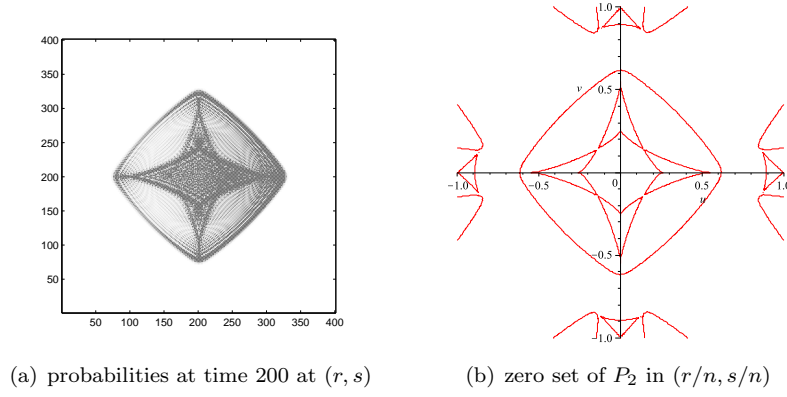 400
350
300
250
200
150
100
50
50 100 150 200 250 300 350 400
(a) probabilities at time 200 at (r, s)
1.0
v
0.5
-1.0 -0.5 0 0.5 1.0
u
-0.5
-1.0
(b) zero set of P₂ in (r/n, s/n)